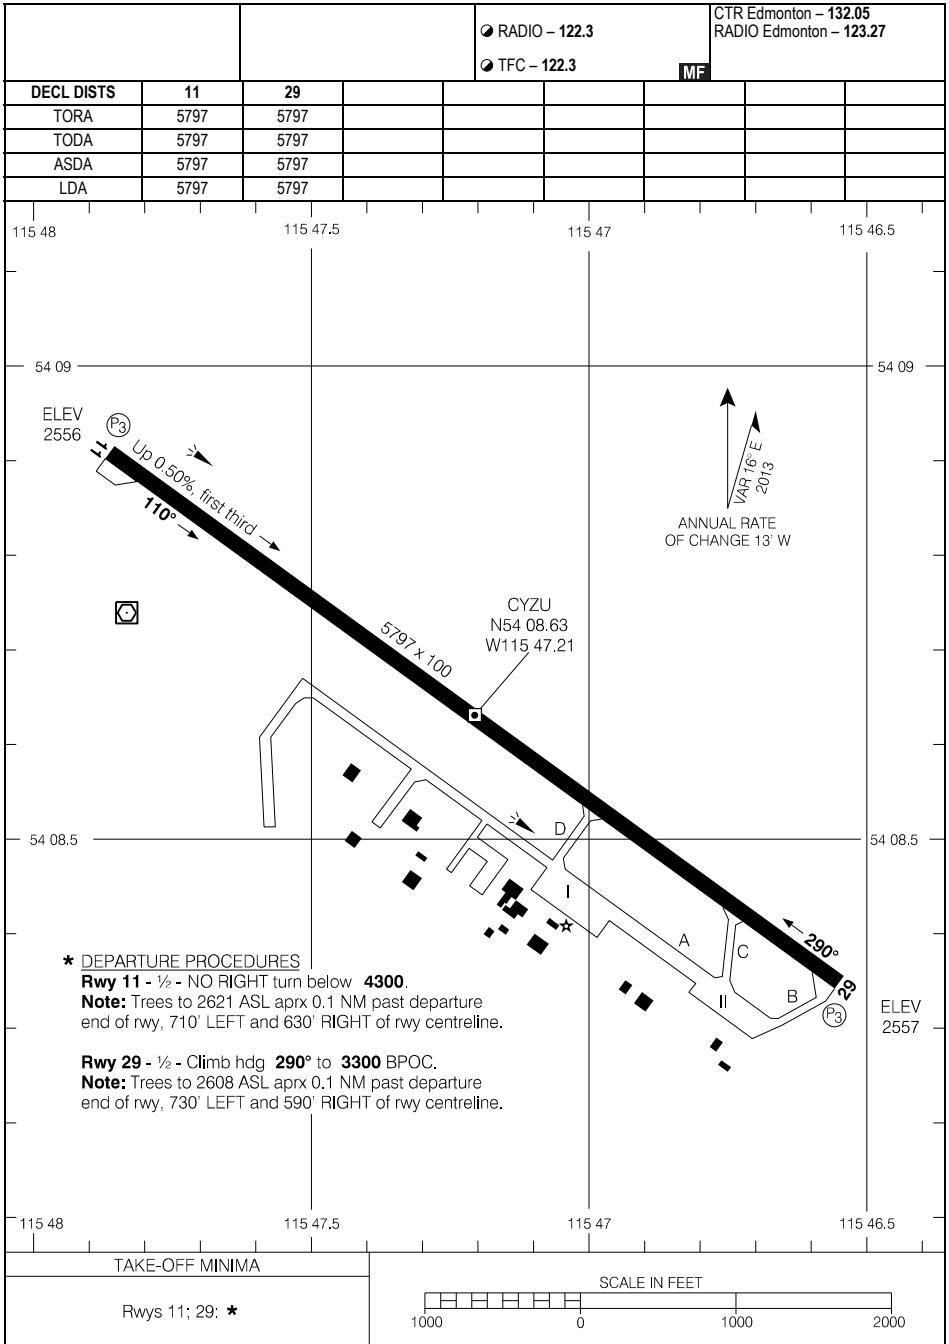 CTR Edmonton – 132.05
RADIO – 122.3
RADIO Edmonton – 123.27
TFC – 122.3
MF
DECL DISTS 11 29
TORA 5797 5797
TODA 5797 5797
ASDA 5797 5797
LDA 5797 5797
115 48 115 47.5 115 47 115 46.5
54 09 54 09
ELEV
2556
P3
11
Up 0.50%, first third
110°
VAR 16° E
2013
ANNUAL RATE
OF CHANGE 13' W
CYZU
N54 08.63
W115 47.21
5797 x 100
54 08.5 54 08.5
D
I
A
C
B
II
290°
29
P3
ELEV
2557
* DEPARTURE PROCEDURES
Rwy 11 - ½ - NO RIGHT turn below 4300.
Note: Trees to 2621 ASL aprx 0.1 NM past departure
end of rwy, 710' LEFT and 630' RIGHT of rwy centreline.
Rwy 29 - ½ - Climb hdg 290° to 3300 BPOC.
Note: Trees to 2608 ASL aprx 0.1 NM past departure
end of rwy, 730' LEFT and 590' RIGHT of rwy centreline.
115 48 115 47.5 115 47 115 46.5
TAKE-OFF MINIMA
Rwys 11; 29: *
SCALE IN FEET
1000 0 1000 2000